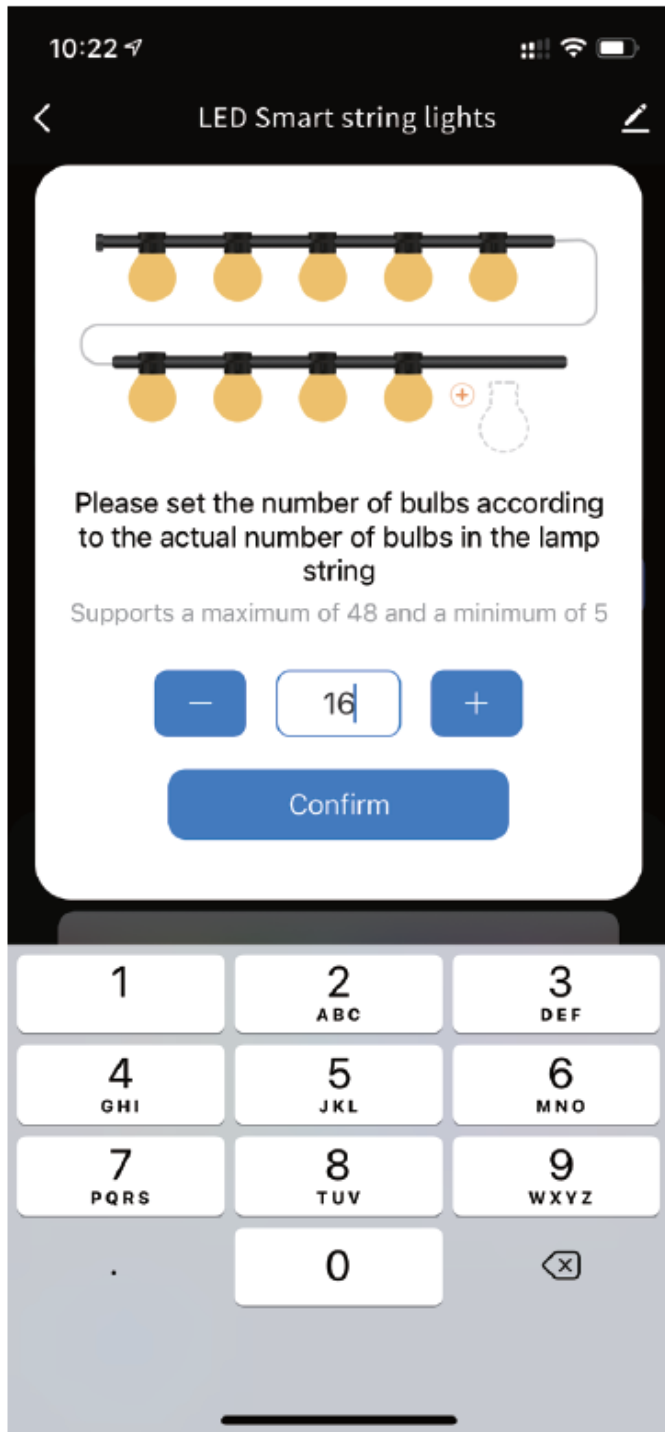 10:22
LED Smart string lights
Please set the number of bulbs according
to the actual number of bulbs in the lamp
string
Supports a maximum of 48 and a minimum of 5
− 16 +
Confirm
1 2 3
ABC DEF
4 5 6
GHI JKL MNO
7 8 9
PQRS TUV WXYZ
. 0